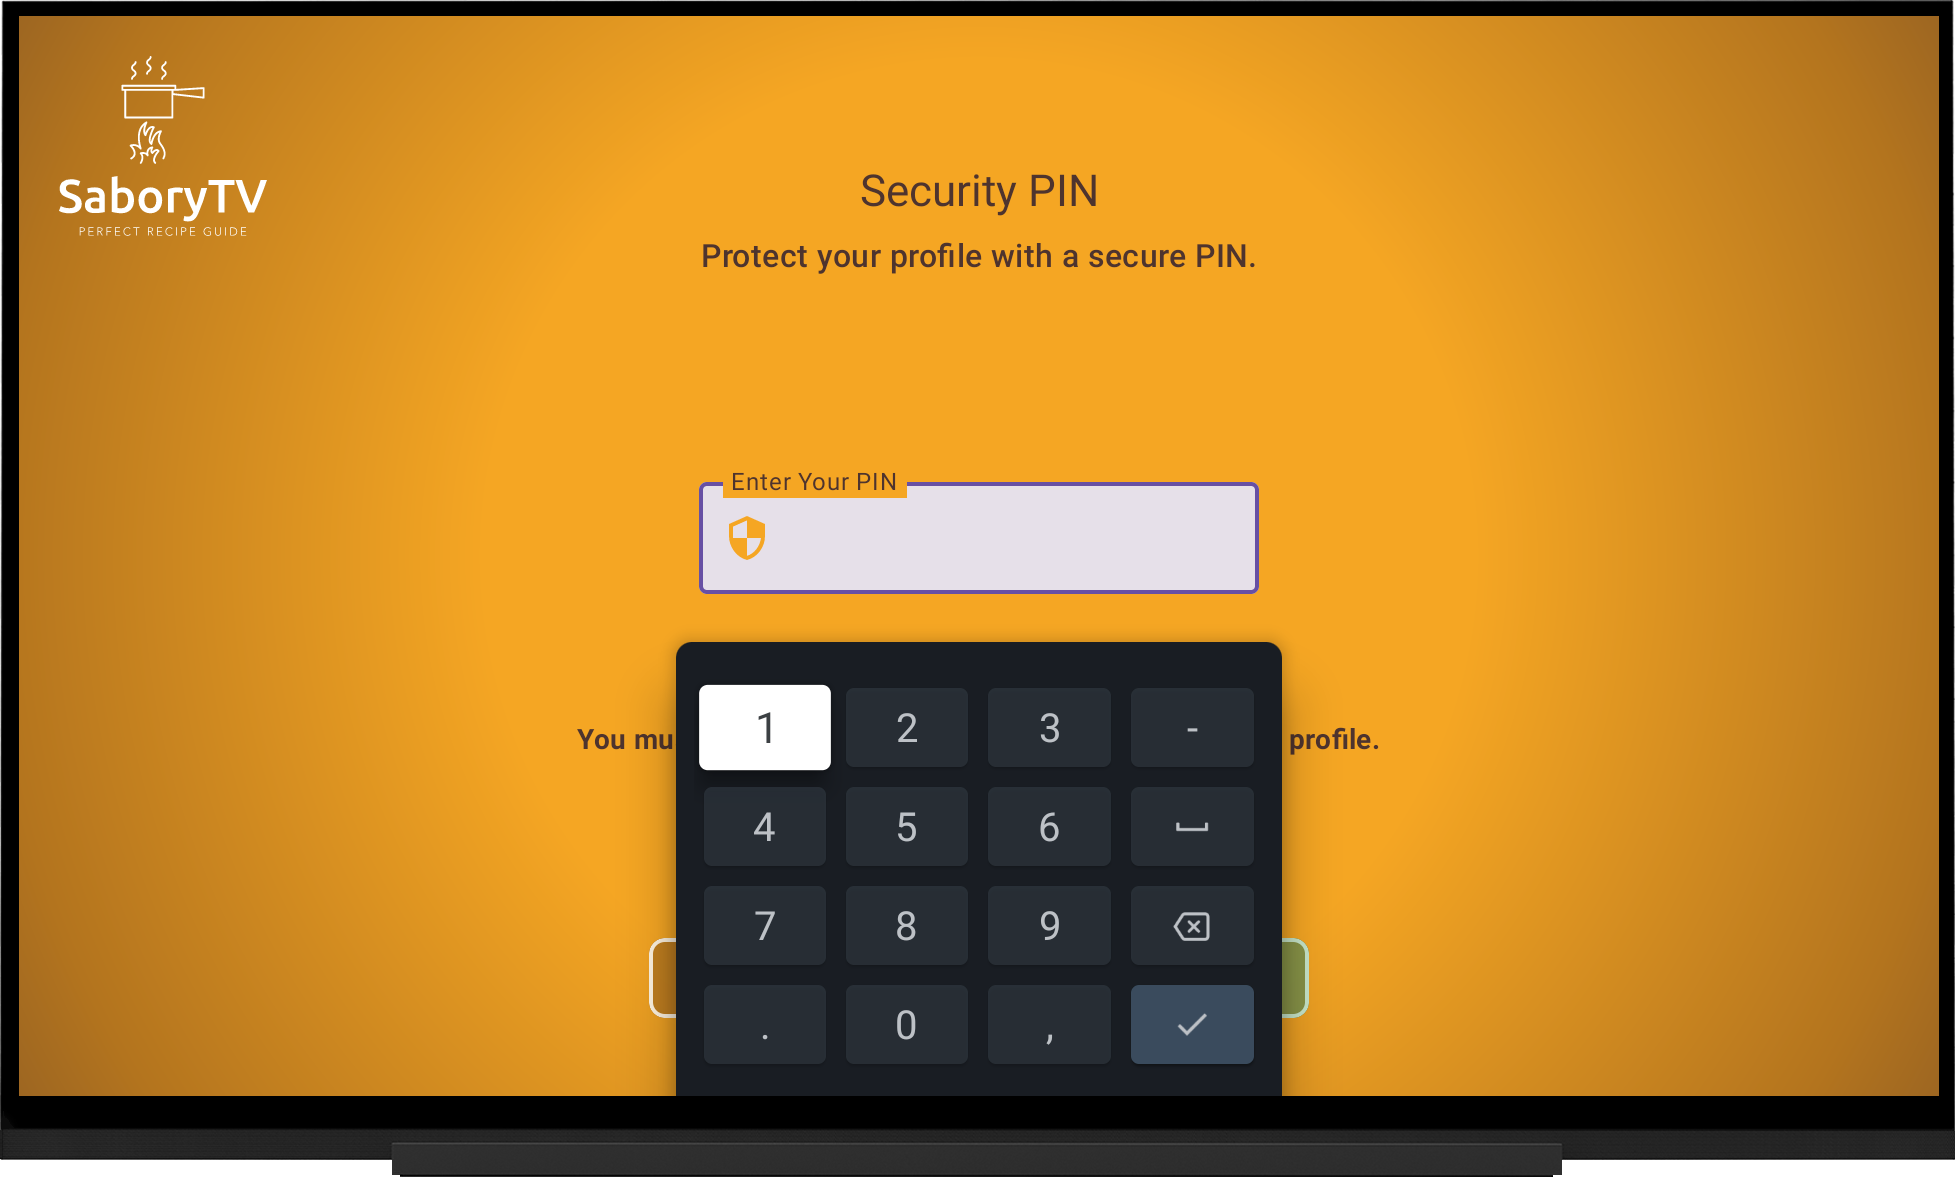 SaboryTV
PERFECT RECIPE GUIDE
Security PIN
Protect your profile with a secure PIN.
Enter Your PIN
You mu profile.
1 2 3 -
4 5 6
7 8 9
. 0 ,